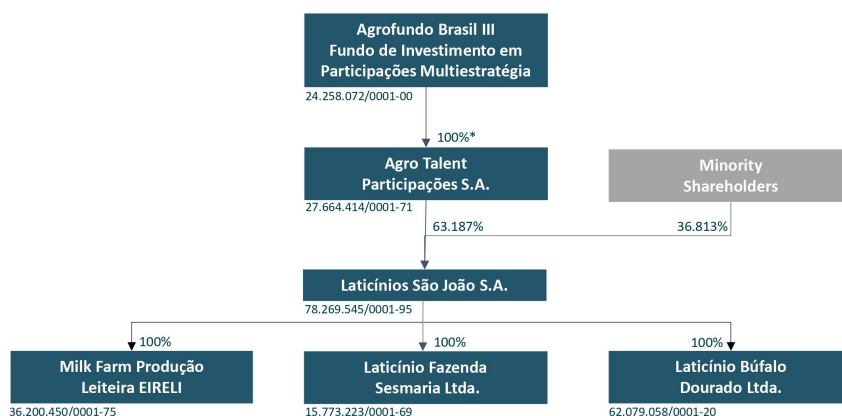 Agrofundo Brasil III
Fundo de Investimento em
Participações Multiestratégia
24.258.072/0001-00
100%*
Agro Talent
Participações S.A.
27.664.414/0001-71
Minority
Shareholders
63.187%
36.813%
Laticínios São João S.A.
78.269.545/0001-95
100%
100%
100%
Milk Farm Produção
Leiteira EIRELI
36.200.450/0001-75
Laticínio Fazenda
Sesmaria Ltda.
15.773.223/0001-69
Laticínio Búfalo
Dourado Ltda.
62.079.058/0001-20